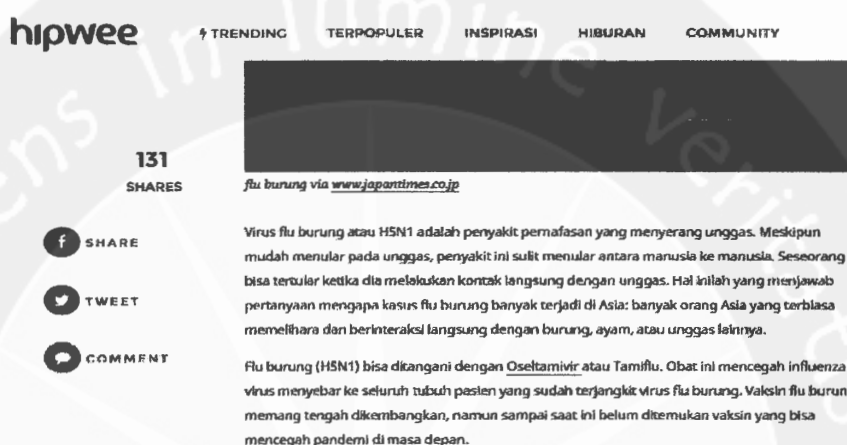 hipwee TRENDING TERPOPULER INSPIRASI HIBURAN COMMUNITY
ens in lumine veritatis
131
SHARES
flu burung via www.japantimes.co.jp
SHARE
TWEET
COMMENT
Virus flu burung atau H5N1 adalah penyakit pernafasan yang menyerang unggas. Meskipun
mudah menular pada unggas, penyakit ini sulit menular antara manusia ke manusia. Seseorang
bisa tertular ketika dia melakukan kontak langsung dengan unggas. Hal inilah yang menjawab
pertanyaan mengapa kasus flu burung banyak terjadi di Asia: banyak orang Asia yang terbiasa
memelihara dan berinteraksi langsung dengan burung, ayam, atau unggas lainnya.
Flu burung (H5N1) bisa ditangani dengan Oseltamivir atau Tamiflu. Obat ini mencegah influenza
virus menyebar ke seluruh tubuh pasien yang sudah terjangkit virus flu burung. Vaksin flu burun
memang tengah dikembangkan, namun sampai saat ini belum ditemukan vaksin yang bisa
mencegah pandemi di masa depan.